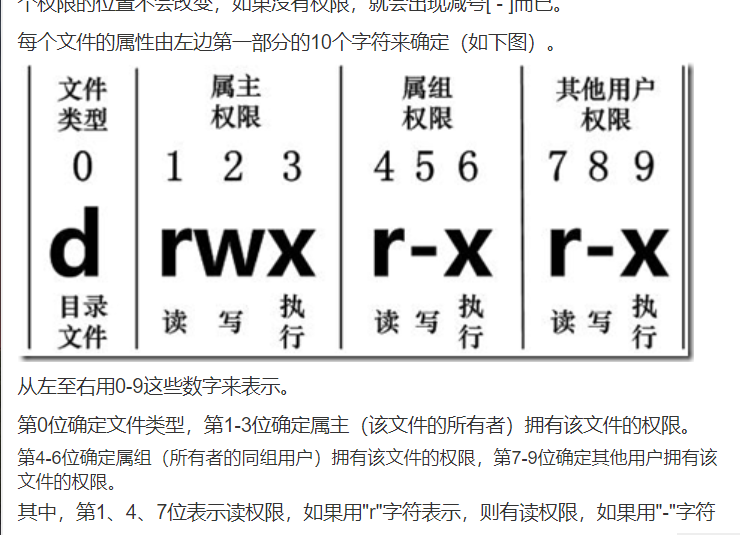 个权限的位置不会改变，如果没有权限，就会出现减号[ - ]而已。
每个文件的属性由左边第一部分的10个字符来确定（如下图）。
文件 属主 属组 其他用户
类型 权限 权限 权限
0 1 2 3 4 5 6 7 8 9
d rwx r-x r-x
目录 读 写 执 读 写 执 读 写 执
文件 行 行 行
从左至右用0-9这些数字来表示。
第0位确定文件类型，第1-3位确定属主（该文件的所有者）拥有该文件的权限。
第4-6位确定属组（所有者的同组用户）拥有该文件的权限，第7-9位确定其他用户拥有该
文件的权限。
其中，第1、4、7位表示读权限，如果用"r"字符表示，则有读权限，如果用"-"字符